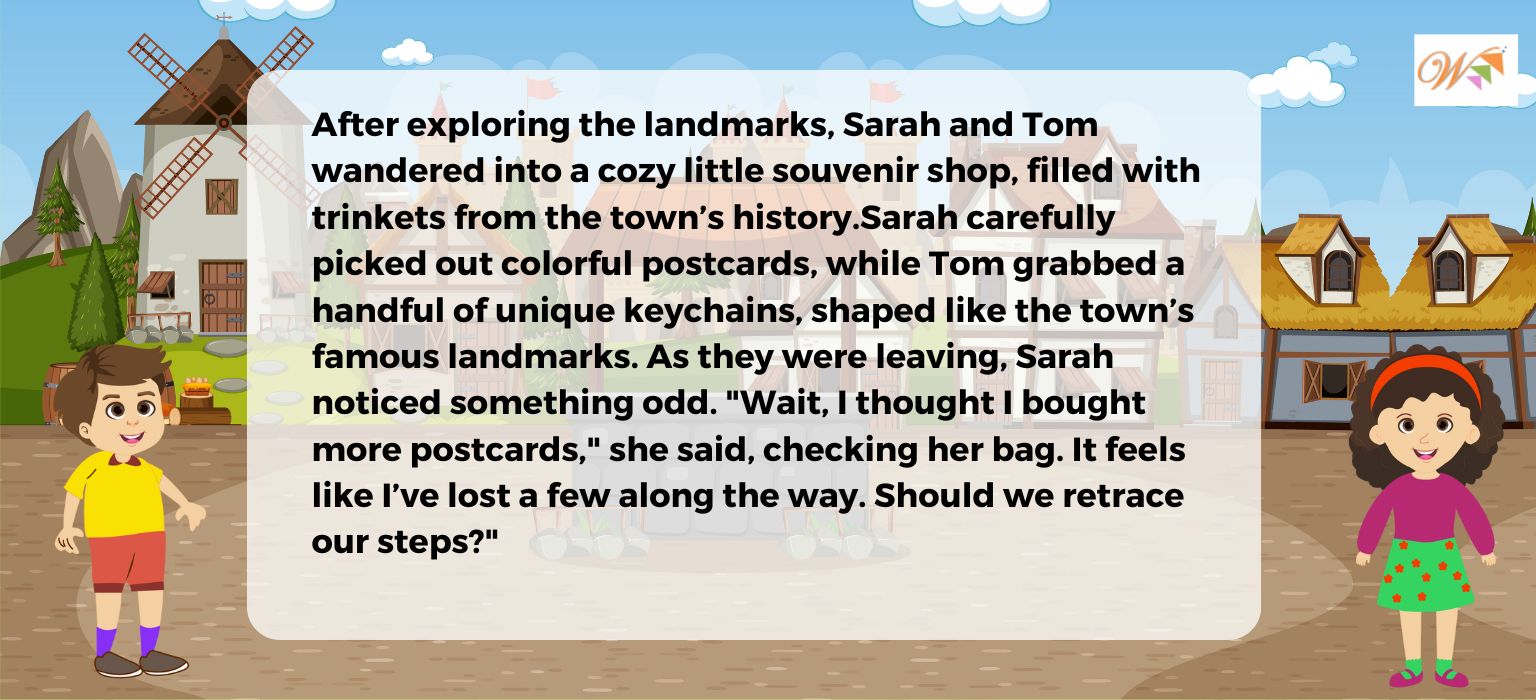 W
After exploring the landmarks, Sarah and Tom
wandered into a cozy little souvenir shop, filled with
trinkets from the town’s history.Sarah carefully
picked out colorful postcards, while Tom grabbed a
handful of unique keychains, shaped like the town’s
famous landmarks. As they were leaving, Sarah
noticed something odd. "Wait, I thought I bought
more postcards," she said, checking her bag. It feels
like I’ve lost a few along the way. Should we retrace
our steps?"